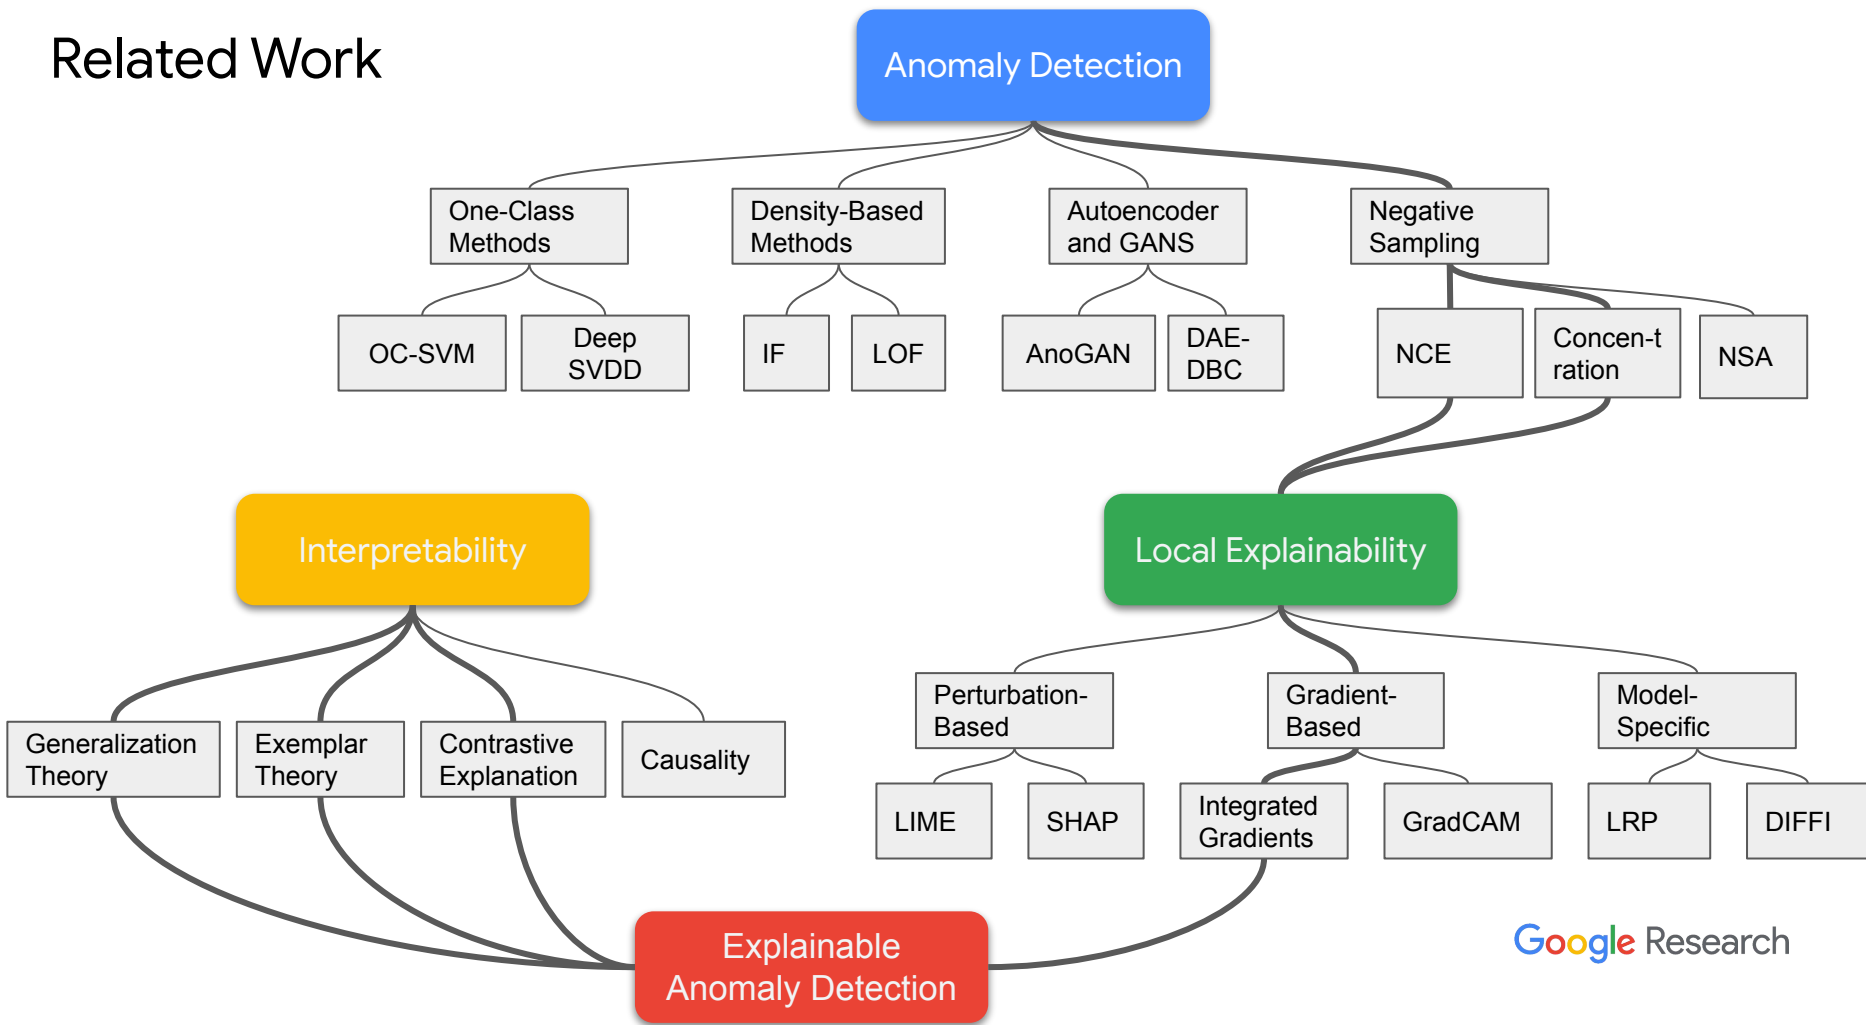 Related Work
Anomaly Detection
One-Class
Methods
Density-Based
Methods
Autoencoder
and GANS
Negative
Sampling
OC-SVM
Deep
SVDD
IF
LOF
AnoGAN
DAE-
DBC
NCE
Concen-t
ration
NSA
Interpretability
Local Explainability
Generalization
Theory
Exemplar
Theory
Contrastive
Explanation
Causality
Perturbation-
Based
Gradient-
Based
Model-
Specific
LIME
SHAP
Integrated
Gradients
GradCAM
LRP
DIFFI
Explainable
Anomaly Detection
Google Research